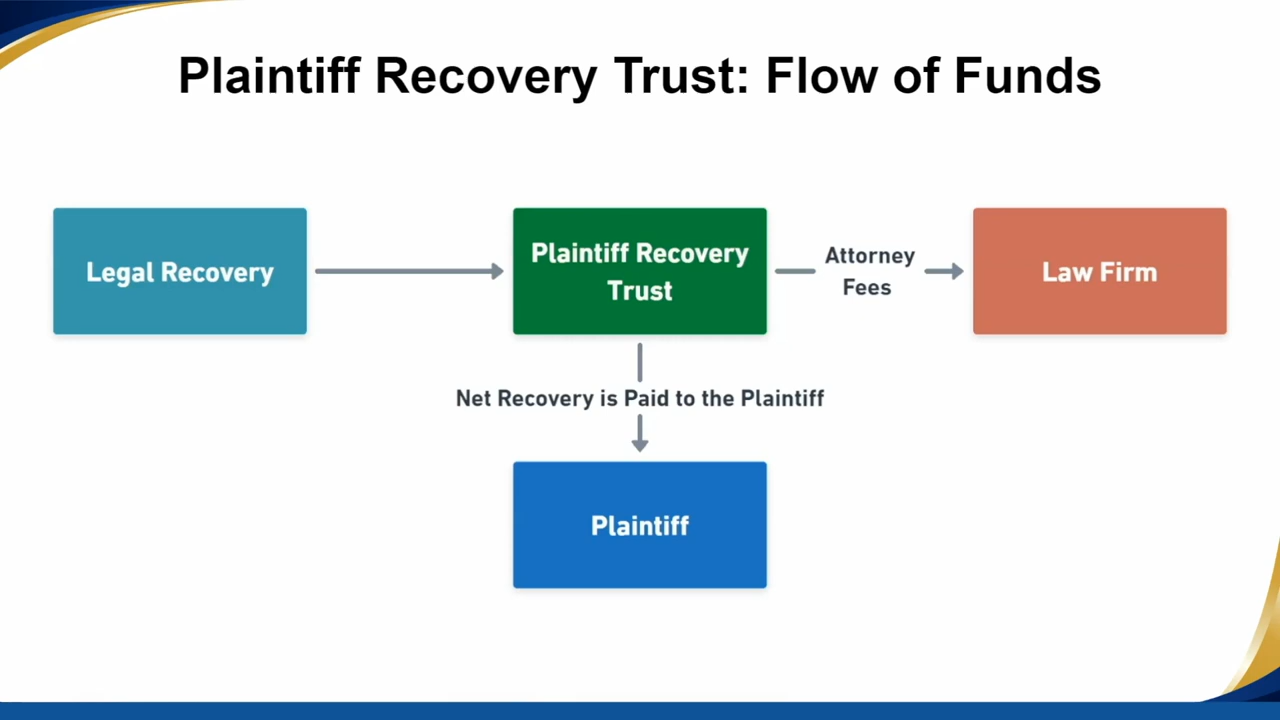 Plaintiff Recovery Trust: Flow of Funds
Legal Recovery
Plaintiff Recovery
Trust
Attorney
Fees
Law Firm
Net Recovery is Paid to the Plaintiff
Plaintiff